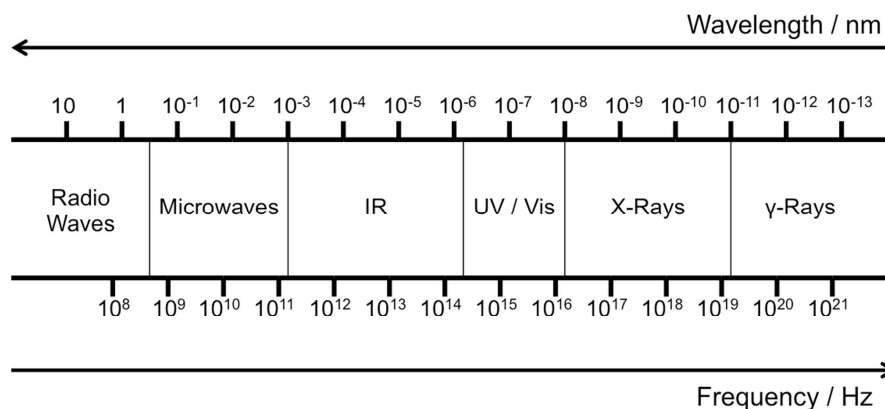 Wavelength / nm
10 1 10⁻¹ 10⁻² 10⁻³ 10⁻⁴ 10⁻⁵ 10⁻⁶ 10⁻⁷ 10⁻⁸ 10⁻⁹ 10⁻¹⁰ 10⁻¹¹ 10⁻¹² 10⁻¹³
Radio
Waves
Microwaves
IR
UV / Vis
X-Rays
γ-Rays
10⁸ 10⁹ 10¹⁰ 10¹¹ 10¹² 10¹³ 10¹⁴ 10¹⁵ 10¹⁶ 10¹⁷ 10¹⁸ 10¹⁹ 10²⁰ 10²¹
Frequency / Hz